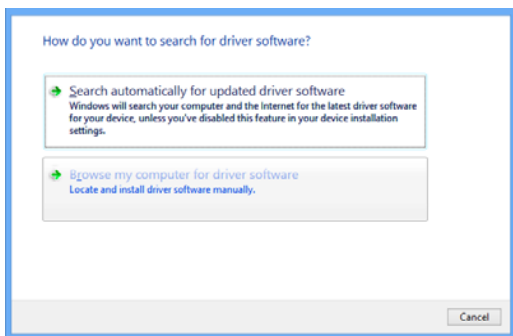 How do you want to search for driver software?
Search automatically for updated driver software
Windows will search your computer and the Internet for the latest driver software
for your device, unless you've disabled this feature in your device installation
settings.
Browse my computer for driver software
Locate and install driver software manually.
Cancel